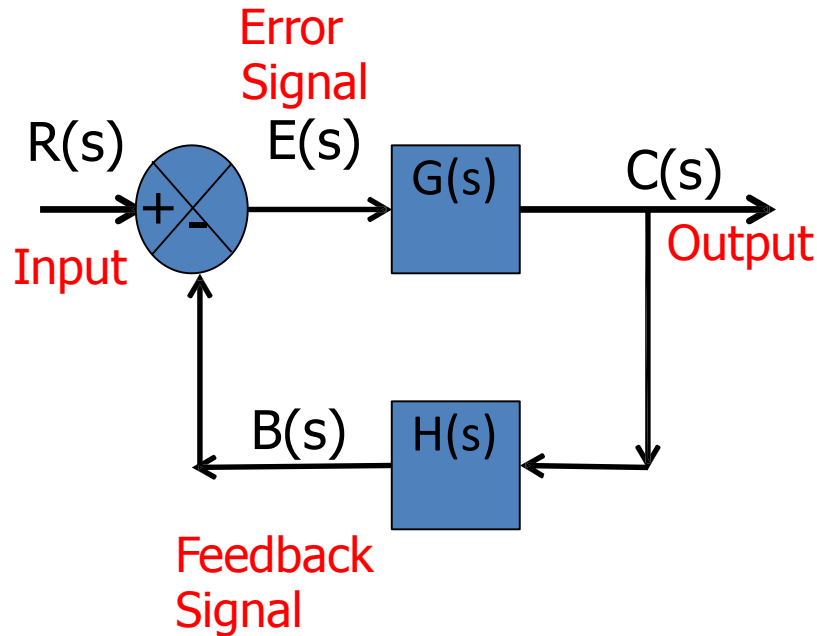 Error
Signal
R(s)
E(s)
G(s)
C(s)
+
-
Input
Output
B(s)
H(s)
Feedback
Signal